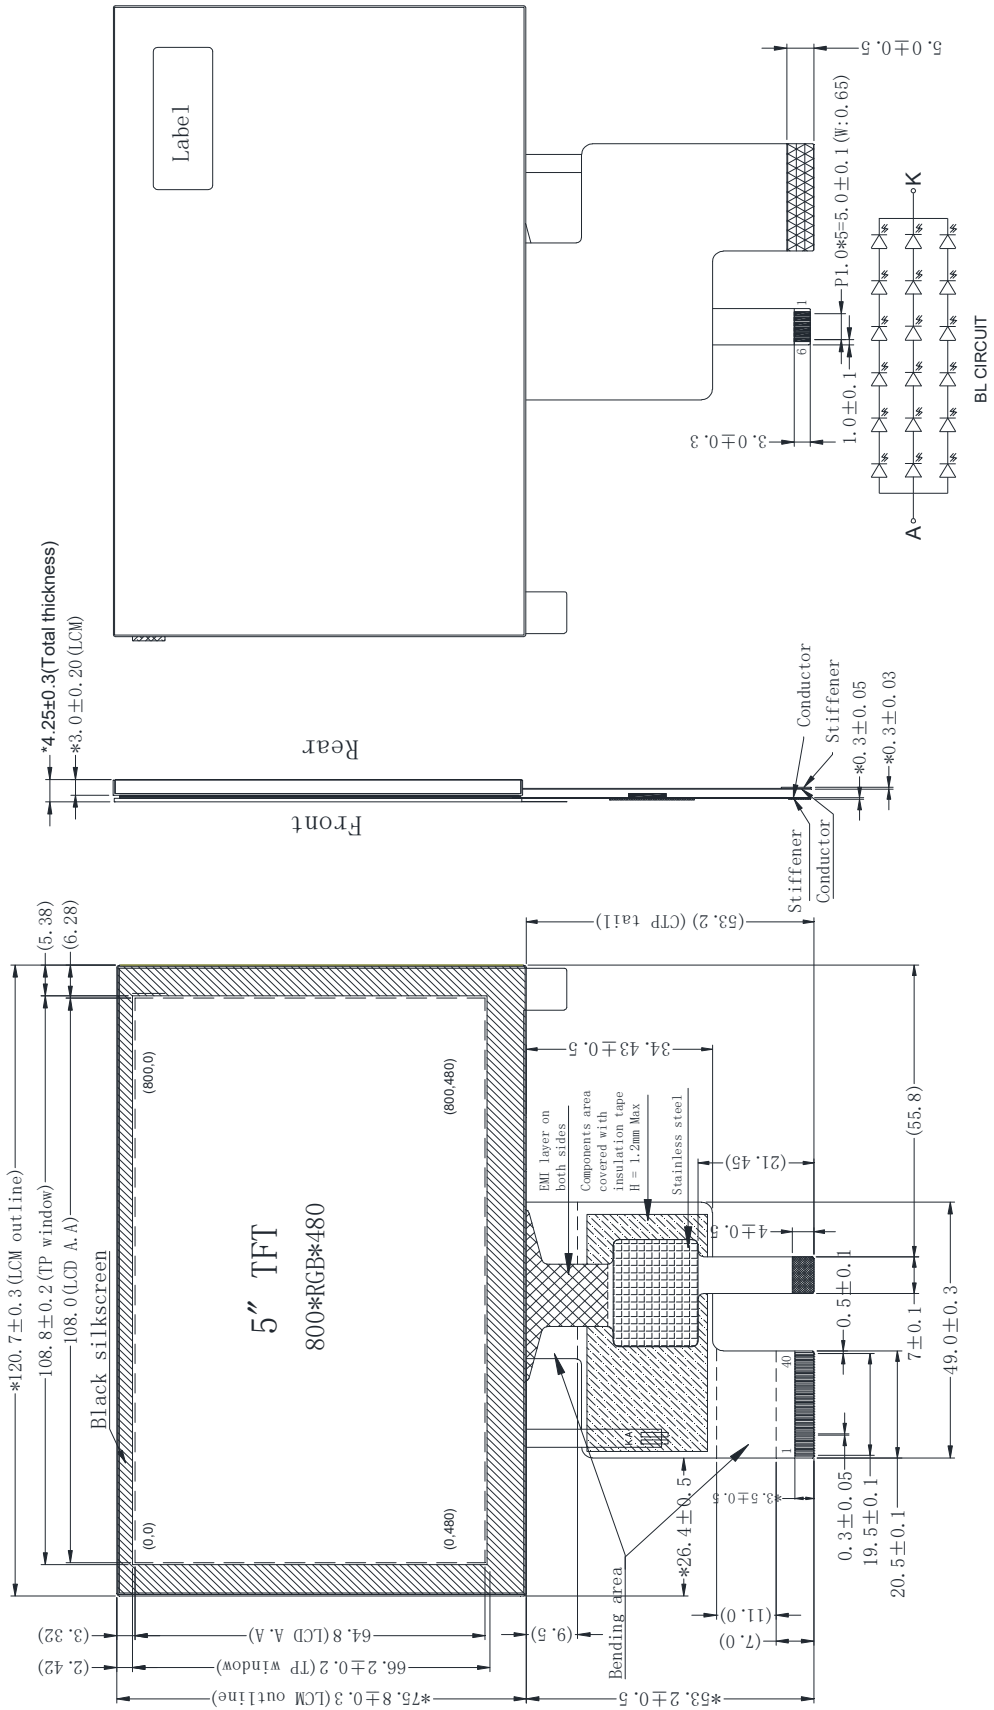 *120.7±0.3(LCM outline)
108.8±0.2(TP window)
108.0(LCD A.A)
Black silkscreen
(5.38)
(6.28)
(0,0)
(800,0)
(0,480)
(800,480)
5" TFT
800*RGB*480
(3.32)
(2.42)
64.8(LCD A.A)
66.2±0.2(TP window)
*75.8±0.3(LCM outline)
(9.5)
*53.2±0.5
(11.0)
(7.0)
Bending area
*26.4±0.5
*3.5±0.5
0.3±0.05
19.5±0.1
20.5±0.1
1
40
KA
0.5±0.1
7±0.1
49.0±0.3
(55.8)
4±0.5
(21.45)
34.43±0.5
(53.2)(CTP tail)
EMI layer on
both sides
Components area
covered with
insulation tape
H = 1.2mm Max
Stainless steel
*4.25±0.3(Total thickness)
*3.0±0.20(LCM)
Front
Rear
Stiffener
Conductor
Conductor
Stiffener
*0.3±0.05
*0.3±0.03
Label
5.0±0.5
P1.0*5=5.0±0.1(W:0.65)
1.0±0.1
3.0±0.3
6
1
A
K
BL CIRCUIT